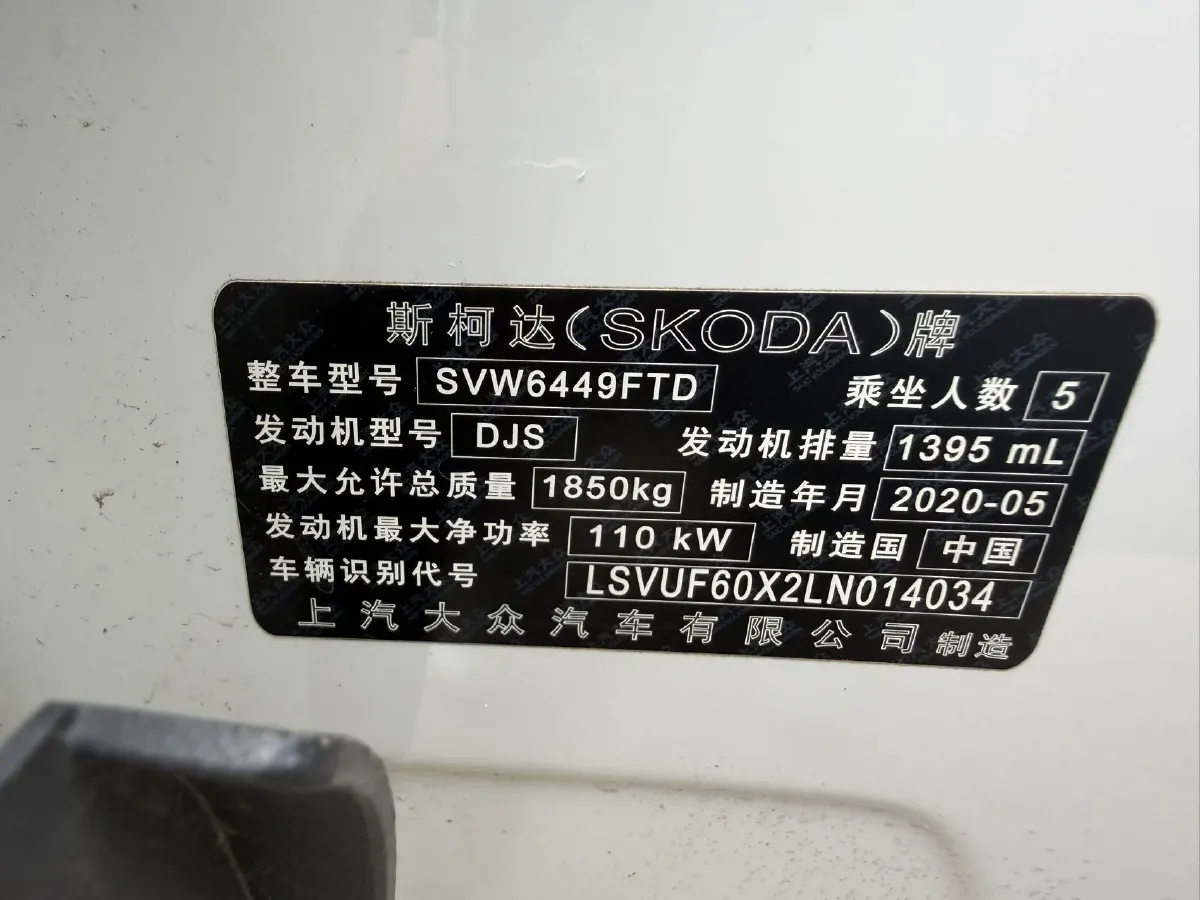 斯柯达(SKODA)牌
整车型号 SVW6449FTD 乘坐人数 5
发动机型号 DJS 发动机排量 1395 mL
最大允许总质量 1850kg 制造年月 2020-05
发动机最大净功率 110 kW 制造国 中国
车辆识别代号 LSVUF60X2LN014034
上汽大众汽车有限公司 制造